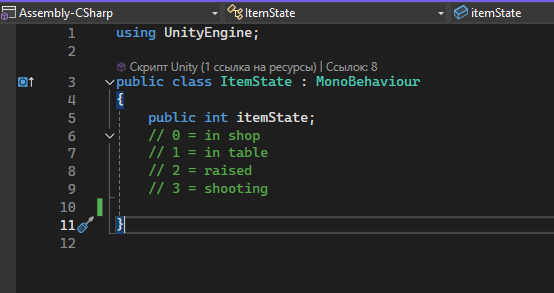 Assembly-CSharp ItemState itemState
1 using UnityEngine;
2
Скрипт Unity (1 ссылка на ресурсы) | Ссылок: 8
3 public class ItemState : MonoBehaviour
4 {
5 public int itemState;
6 // 0 = in shop
7 // 1 = in table
8 // 2 = raised
9 // 3 = shooting
10
11 }
12